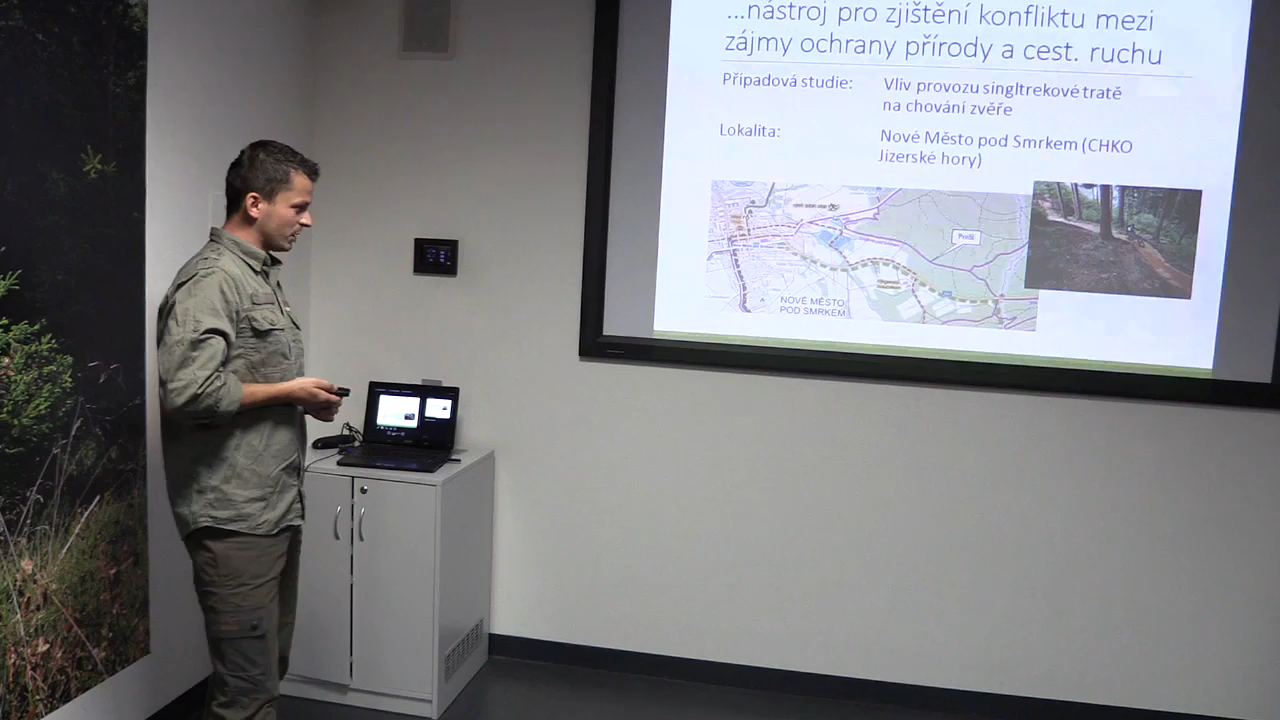 ...nástroj pro zjištění konfliktu mezi
zájmy ochrany přírody a cest. ruchu
Případová studie:
Vliv provozu singltrekové tratě
na chování zvěře
Lokalita:
Nové Město pod Smrkem (CHKO
Jizerské hory)
NOVÉ MĚSTO
POD SMRKEM